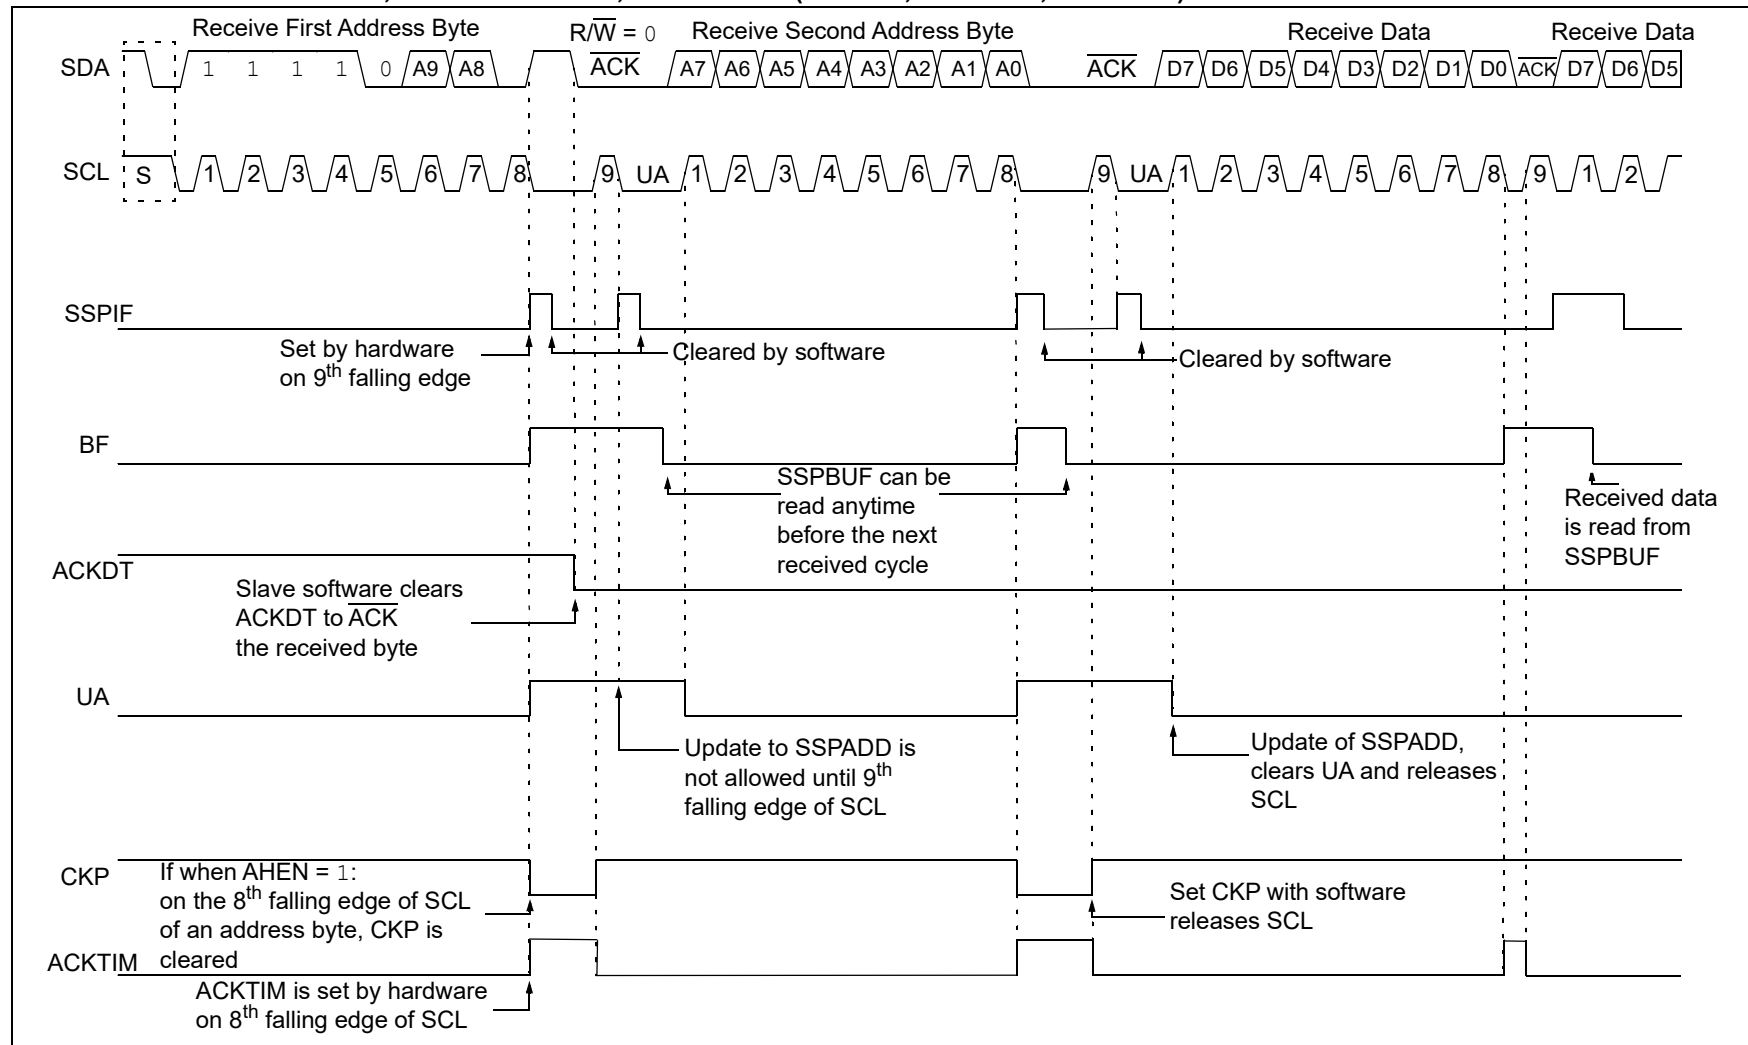 Receive First Address Byte
R/W = 0
Receive Second Address Byte
Receive Data
Receive Data
SDA
1 1 1 1 0 A9 A8
ACK
A7 A6 A5 A4 A3 A2 A1 A0
ACK
D7 D6 D5 D4 D3 D2 D1 D0 ACK D7 D6 D5
SCL
S 1 2 3 4 5 6 7 8 9 UA 1 2 3 4 5 6 7 8 9 UA 1 2 3 4 5 6 7 8 9 1 2
SSPIF
Set by hardware
on 9th falling edge
Cleared by software
Cleared by software
BF
SSPBUF can be
read anytime
before the next
received cycle
Received data
is read from
SSPBUF
ACKDT
Slave software clears
ACKDT to ACK
the received byte
UA
Update to SSPADD is
not allowed until 9th
falling edge of SCL
Update of SSPADD,
clears UA and releases
SCL
CKP
If when AHEN = 1:
on the 8th falling edge of SCL
of an address byte, CKP is
cleared
Set CKP with software
releases SCL
ACKTIM
ACKTIM is set by hardware
on 8th falling edge of SCL